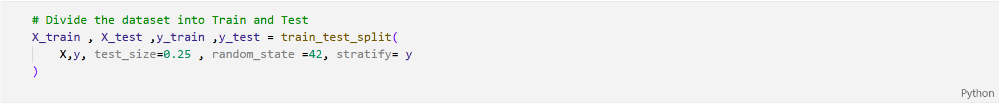 # Divide the dataset into Train and Test
X_train , X_test ,y_train ,y_test = train_test_split(
    X,y, test_size=0.25 , random_state =42, stratify= y
)
Python